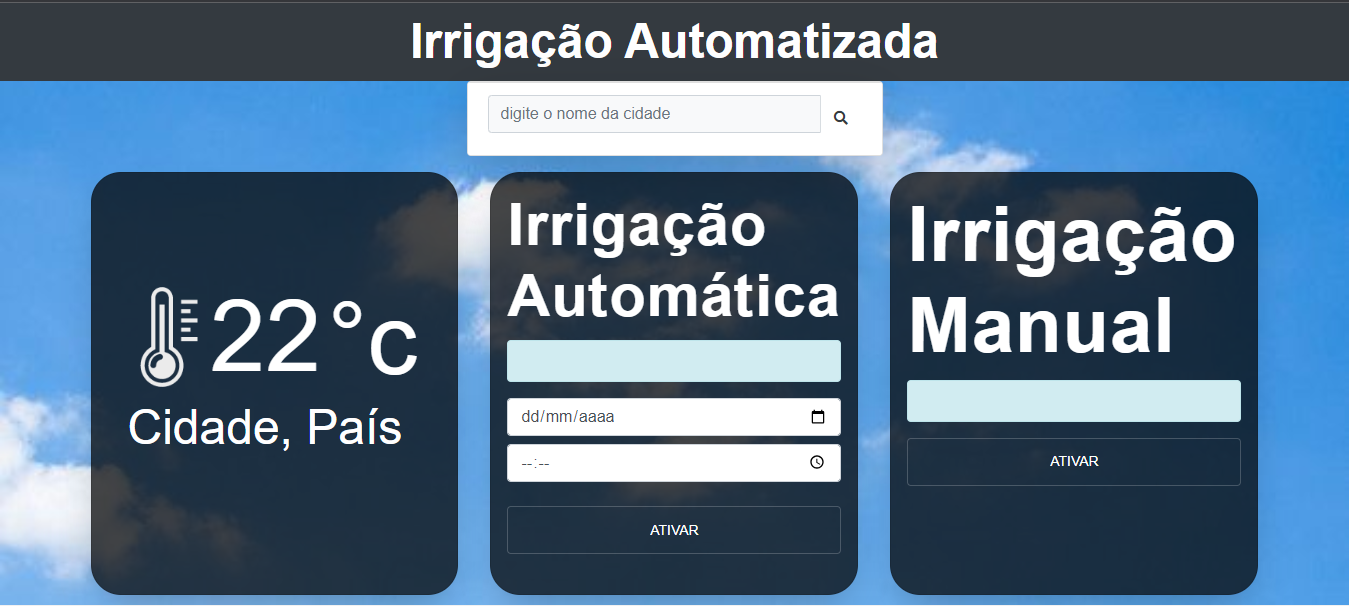 Irrigação Automatizada
digite o nome da cidade
22°c
Cidade, País
Irrigação
Automática
dd/mm/aaaa
--:--
ATIVAR
Irrigação
Manual
ATIVAR